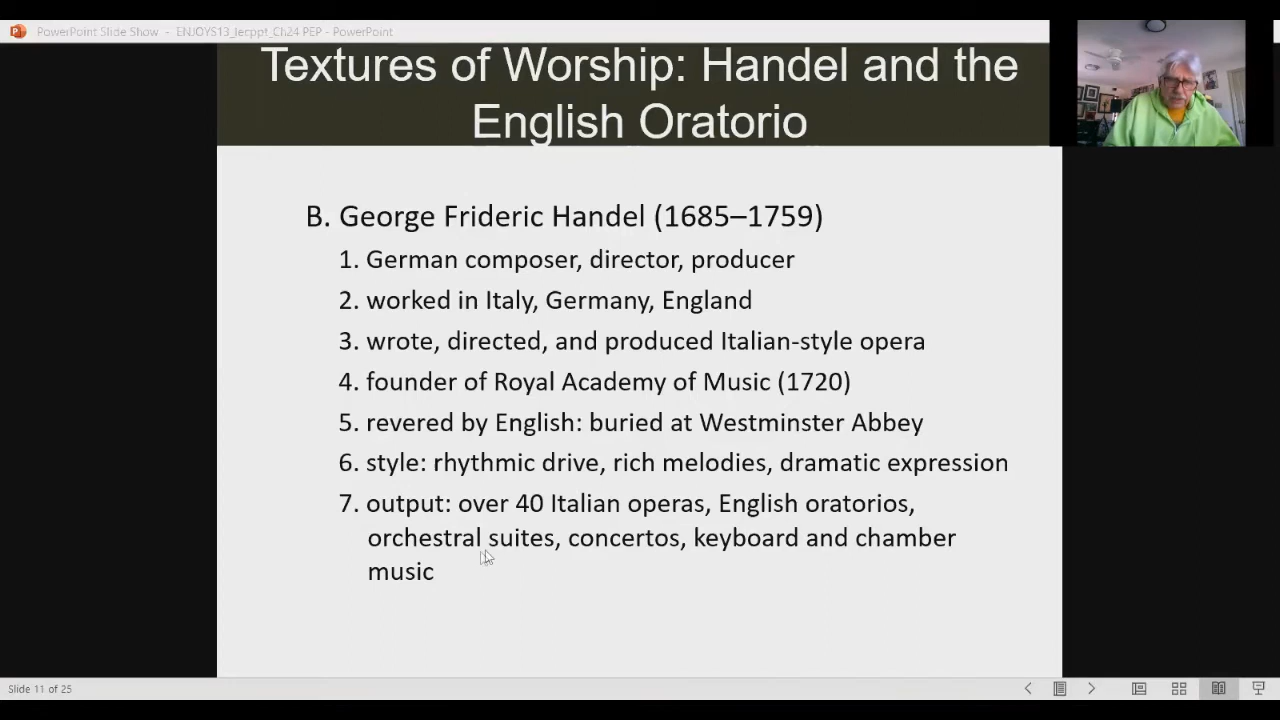 PowerPoint Slide Show - ENJOYS13_lecppt_Ch24 PEP - PowerPoint
Textures of Worship: Handel and the
English Oratorio
B. George Frideric Handel (1685–1759)
1. German composer, director, producer
2. worked in Italy, Germany, England
3. wrote, directed, and produced Italian-style opera
4. founder of Royal Academy of Music (1720)
5. revered by English: buried at Westminster Abbey
6. style: rhythmic drive, rich melodies, dramatic expression
7. output: over 40 Italian operas, English oratorios,
orchestral suites, concertos, keyboard and chamber
music
Slide 11 of 25